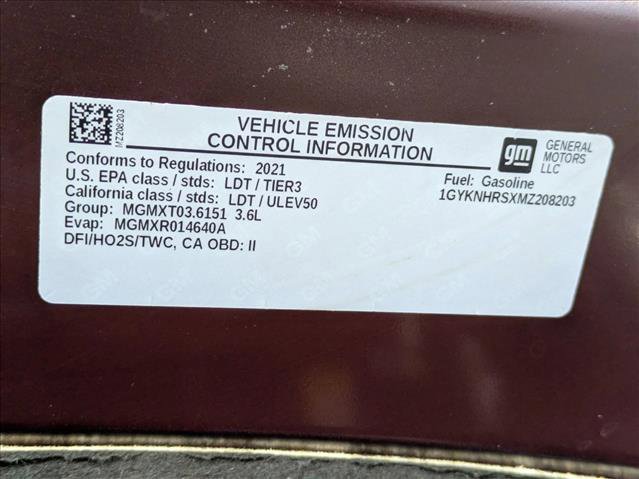 MZ208203
VEHICLE EMISSION
CONTROL INFORMATION
gm
GENERAL
MOTORS
LLC
Conforms to Regulations: 2021
U.S. EPA class / stds: LDT / TIER3
California class / stds: LDT / ULEV50
Group: MGMXT03.6151 3.6L
Evap: MGMXR014640A
DFI/HO2S/TWC, CA OBD: II
Fuel: Gasoline
1GYKNHRSXMZ208203